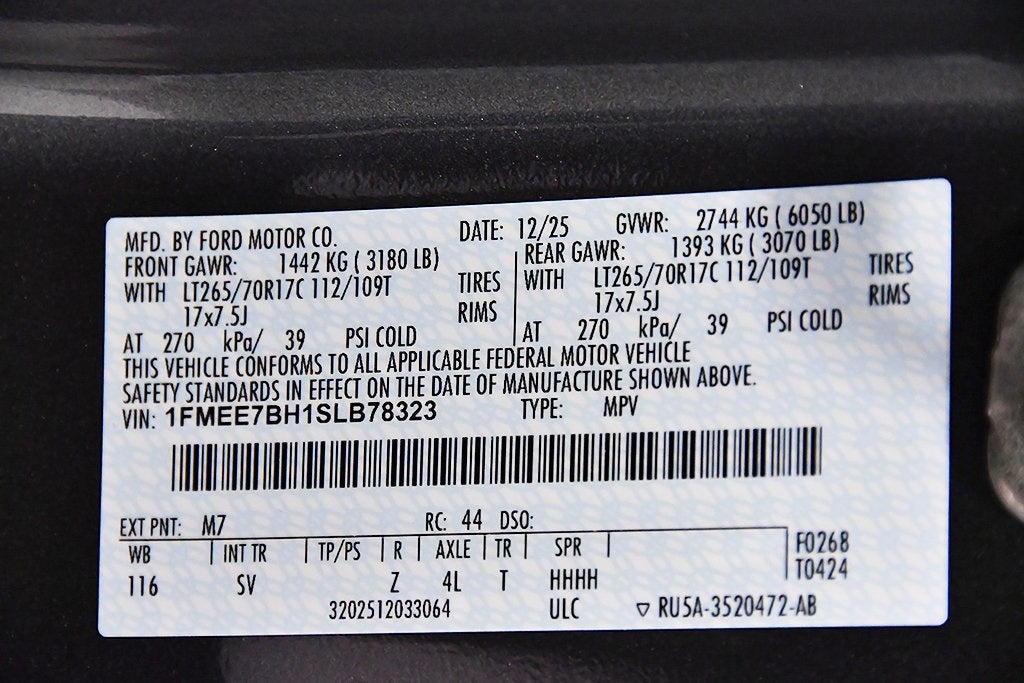 MFD. BY FORD MOTOR CO. DATE: 12/25 GVWR: 2744 KG ( 6050 LB)
FRONT GAWR: 1442 KG ( 3180 LB) REAR GAWR: 1393 KG ( 3070 LB)
WITH LT265/70R17C 112/109T TIRES WITH LT265/70R17C 112/109T TIRES
17x7.5J RIMS 17x7.5J RIMS
AT 270 kPa/ 39 PSI COLD AT 270 kPa/ 39 PSI COLD
THIS VEHICLE CONFORMS TO ALL APPLICABLE FEDERAL MOTOR VEHICLE
SAFETY STANDARDS IN EFFECT ON THE DATE OF MANUFACTURE SHOWN ABOVE.
VIN: 1FMEE7BH1SLB78323 TYPE: MPV
EXT PNT: M7 RC: 44 DSO:
WB INT TR TP/PS R AXLE TR SPR F0268
116 SV Z 4L T HHHH T0424
3202512033064 ULC ▽ RU5A-3520472-AB